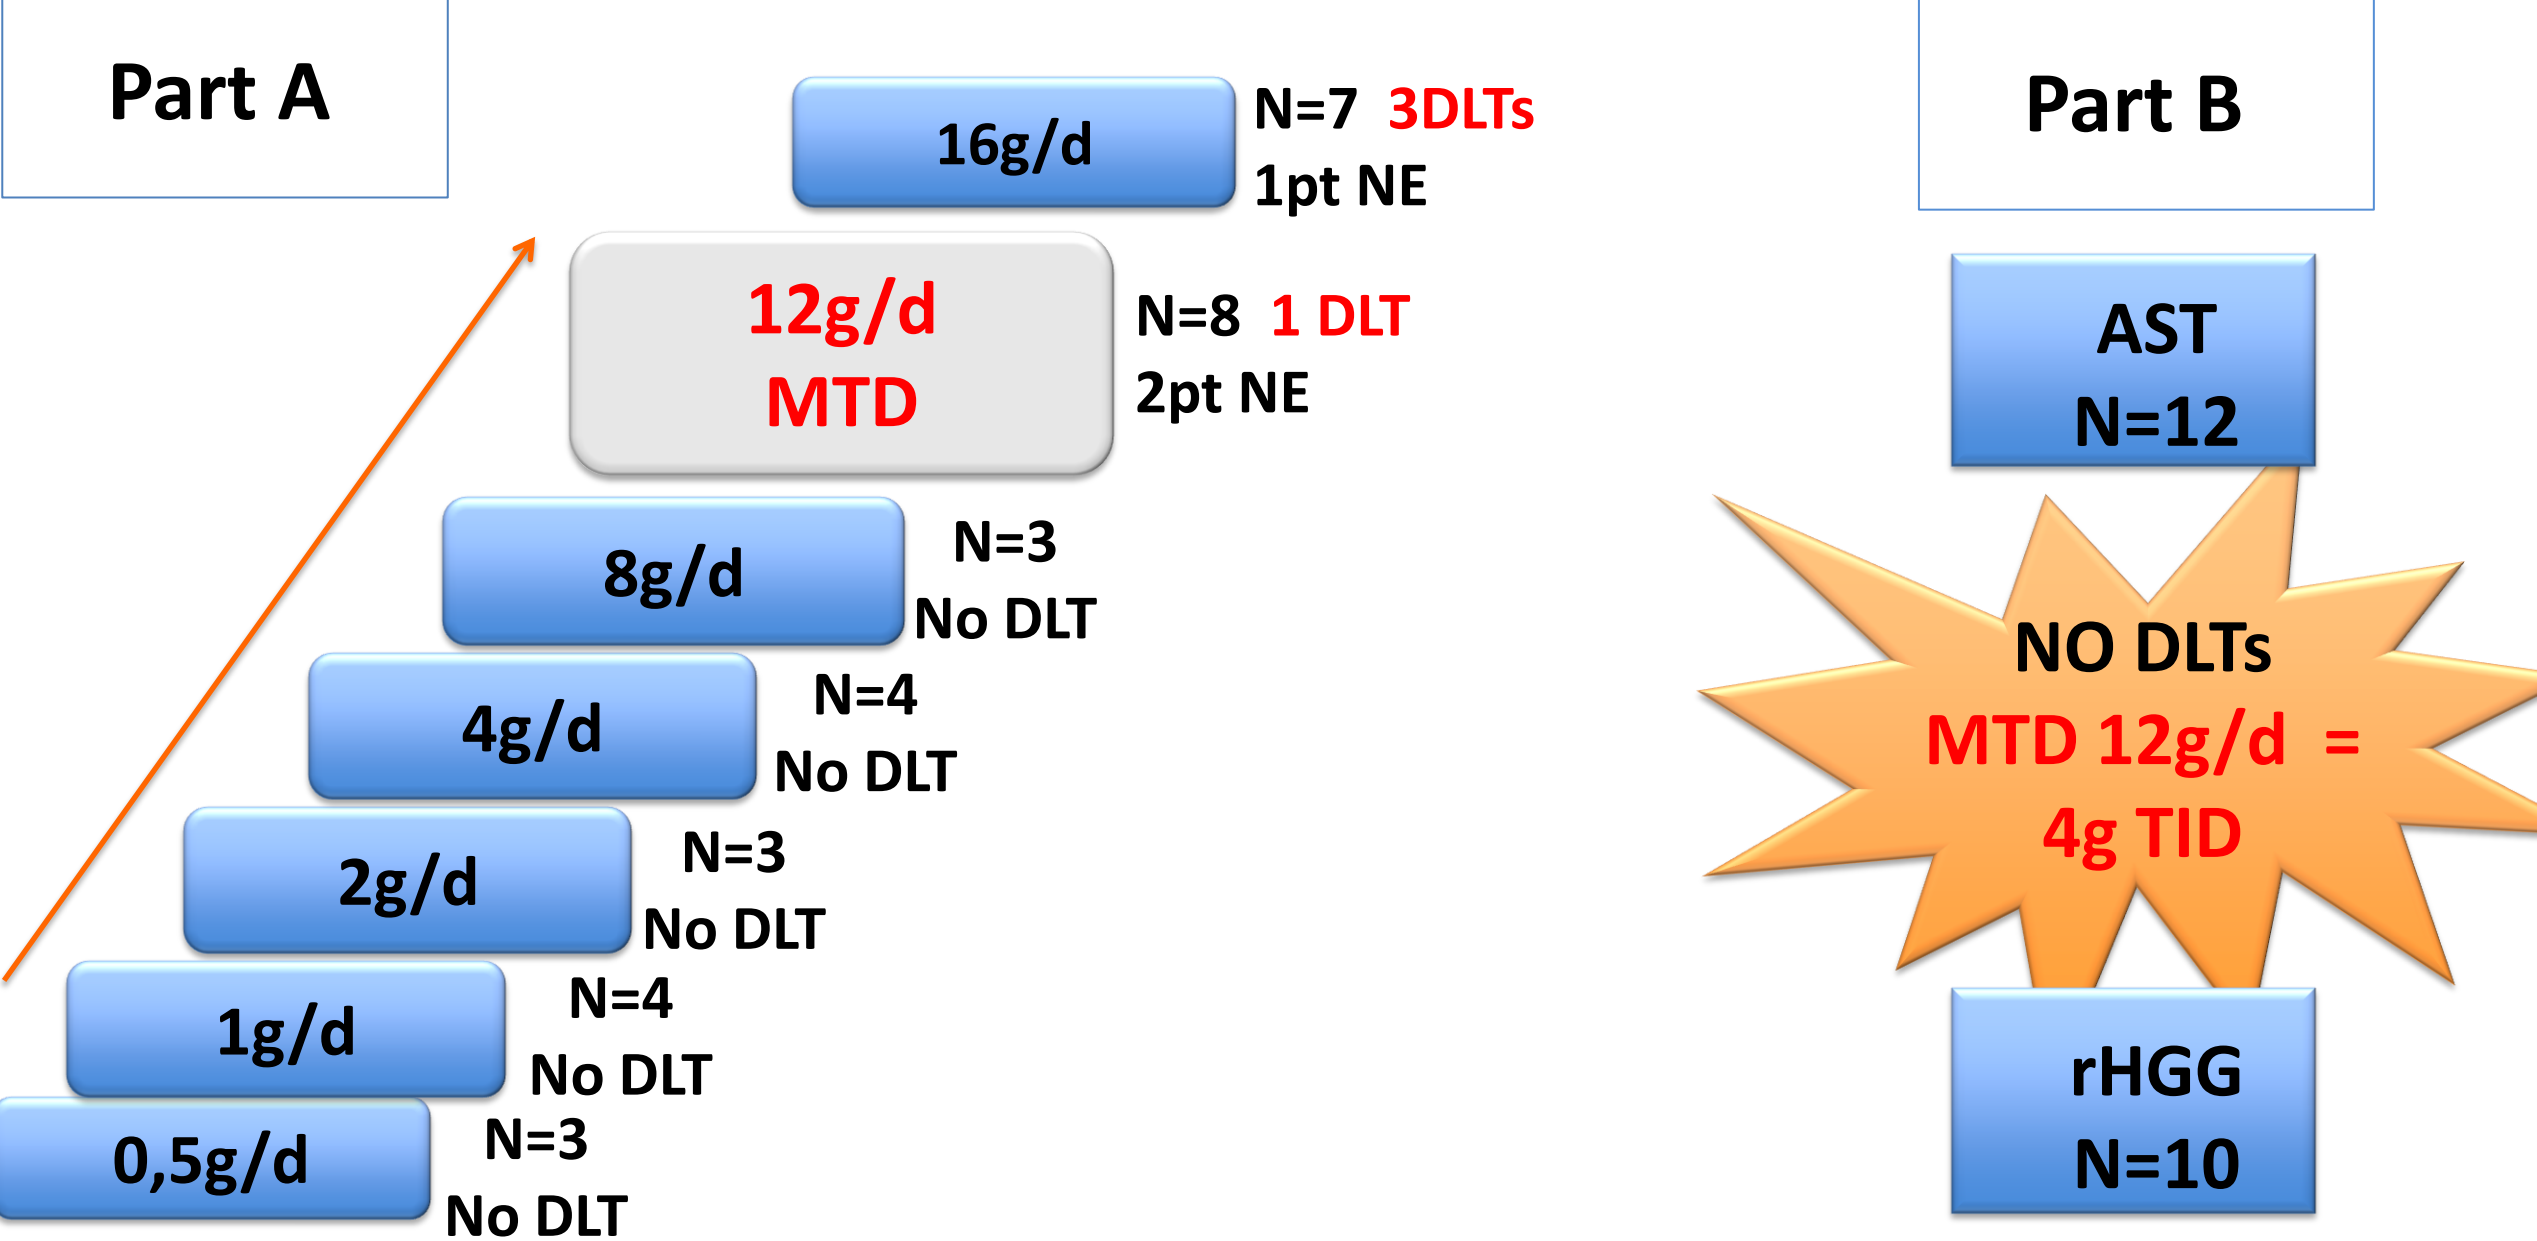 Part A
16g/d
N=7 3DLTs
1pt NE
12g/d
MTD
N=8 1 DLT
2pt NE
8g/d
N=3
No DLT
4g/d
N=4
No DLT
2g/d
N=3
No DLT
1g/d
N=4
No DLT
0,5g/d
N=3
No DLT
Part B
AST
N=12
NO DLTs
MTD 12g/d =
4g TID
rHGG
N=10